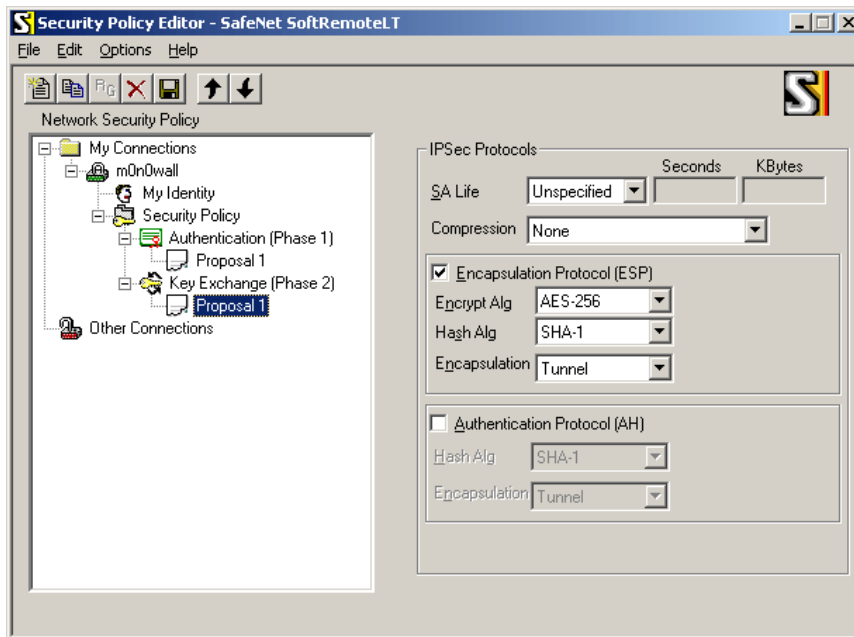 Security Policy Editor - SafeNet SoftRemoteLT
File Edit Options Help
Network Security Policy
My Connections
m0n0wall
My Identity
Security Policy
Authentication (Phase 1)
Proposal 1
Key Exchange (Phase 2)
Proposal 1
Other Connections
IPSec Protocols
Seconds KBytes
SA Life Unspecified
Compression None
Encapsulation Protocol (ESP)
Encrypt Alg AES-256
Hash Alg SHA-1
Encapsulation Tunnel
Authentication Protocol (AH)
Hash Alg SHA-1
Encapsulation Tunnel